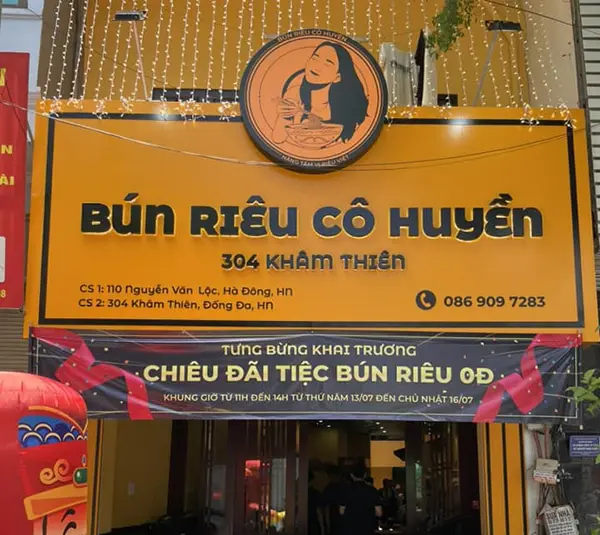 BÚN RIÊU CÔ HUYỀN
NÂNG TẦM VỊ RIÊU VIỆT
BÚN RIÊU CÔ HUYỀN
304 KHÂM THIÊN
CS 1: 110 Nguyễn Văn Lộc, Hà Đông, HN
CS 2: 304 Khâm Thiên, Đống Đa, HN
086 909 7283
TƯNG BỪNG KHAI TRƯƠNG
CHIÊU ĐÃI TIỆC BÚN RIÊU 0Đ
KHUNG GIỜ TỪ 11H ĐẾN 14H TỪ THỨ NĂM 13/07 ĐẾN CHỦ NHẬT 16/07